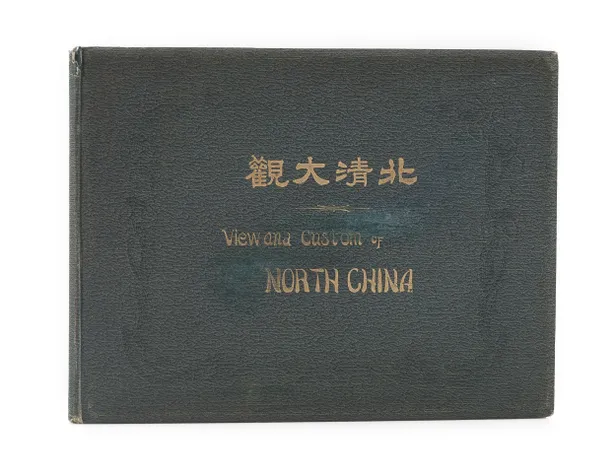 北清大觀
View and Custom of
NORTH CHINA